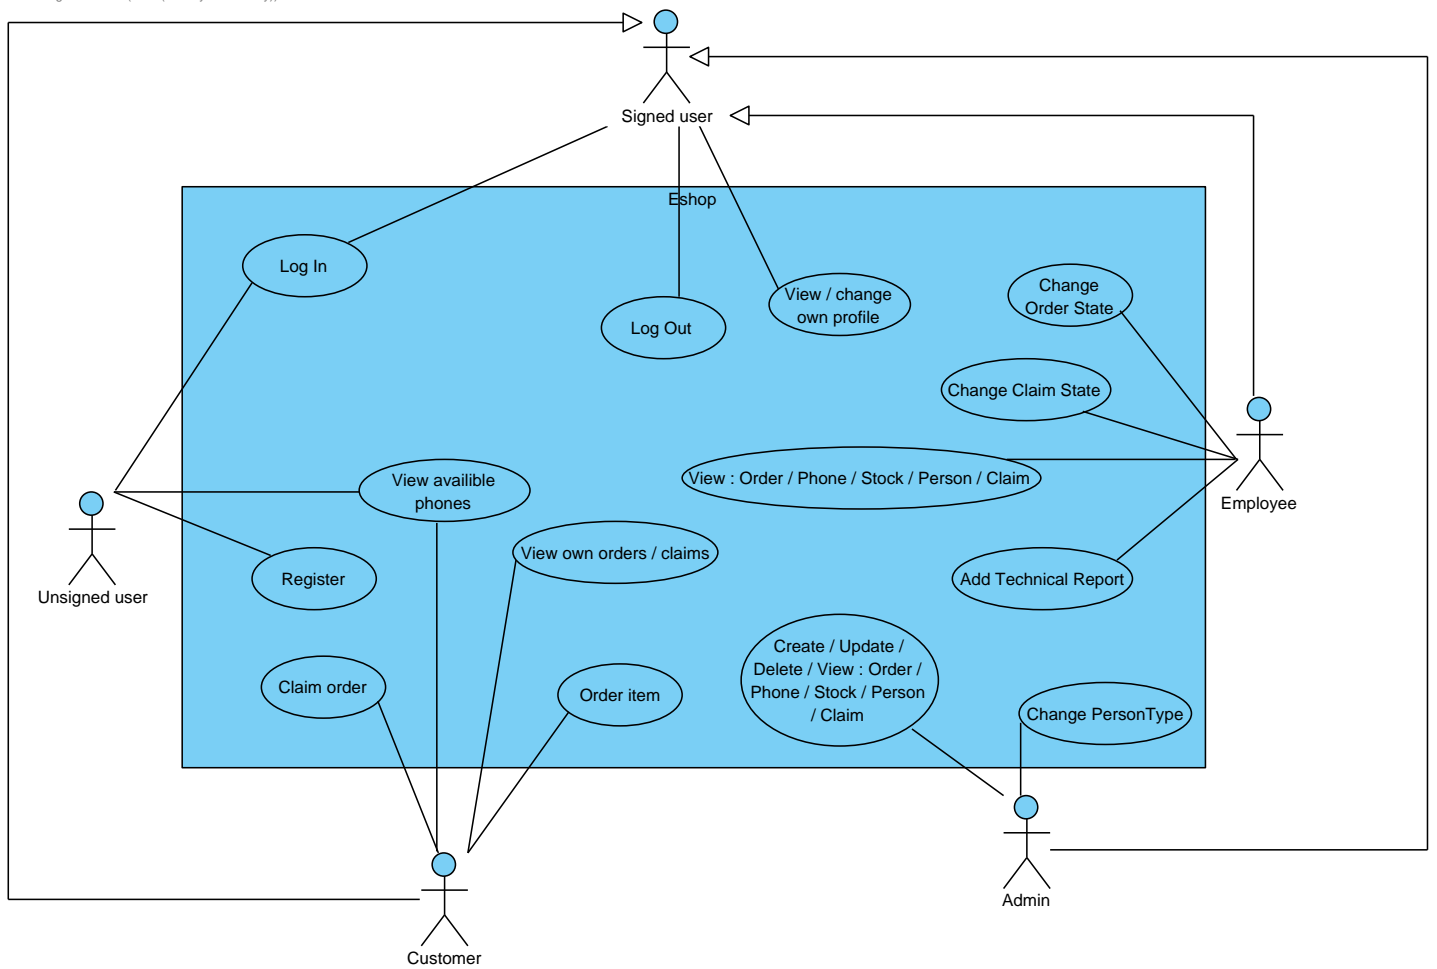 Signed user
Eshop
Log In
Log Out
View / change
own profile
Change
Order State
Change Claim State
View : Order / Phone / Stock / Person / Claim
Employee
View availible
phones
Unsigned user
Register
View own orders / claims
Add Technical Report
Claim order
Order item
Create / Update /
Delete / View : Order /
Phone / Stock / Person
/ Claim
Change PersonType
Admin
Customer